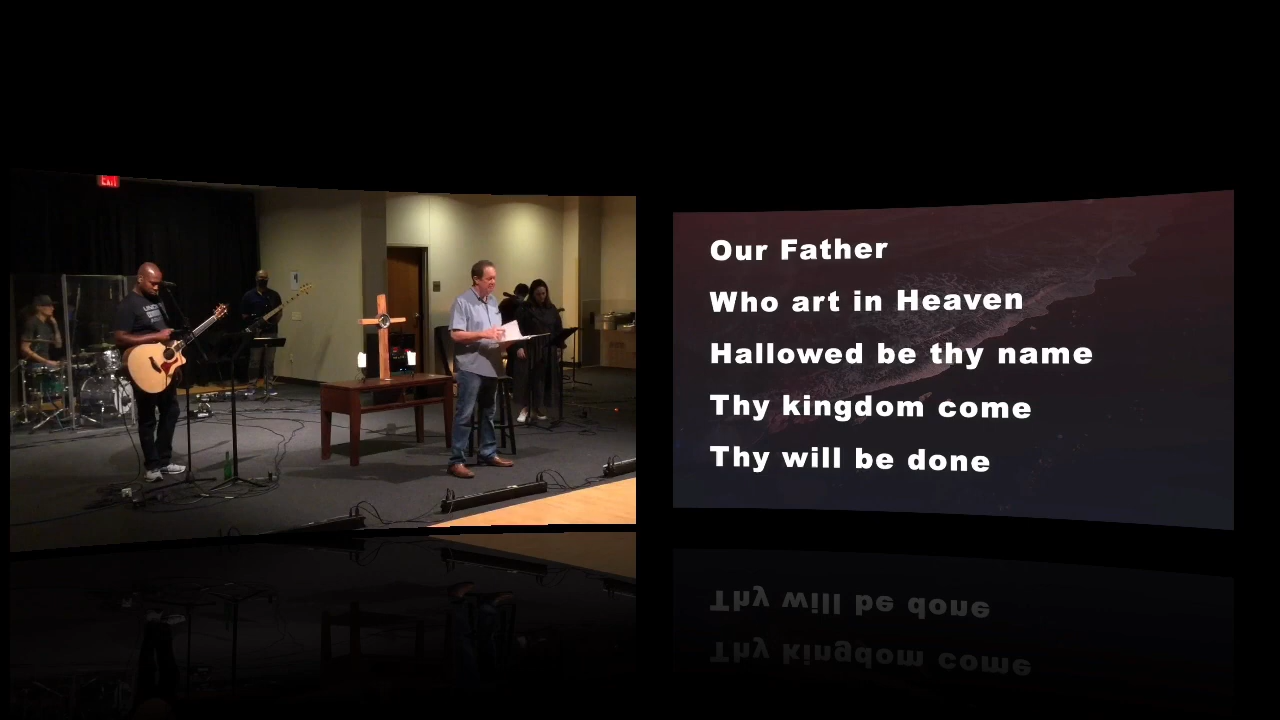 EXIT
Our Father
Who art in Heaven
Hallowed be thy name
Thy kingdom come
Thy will be done